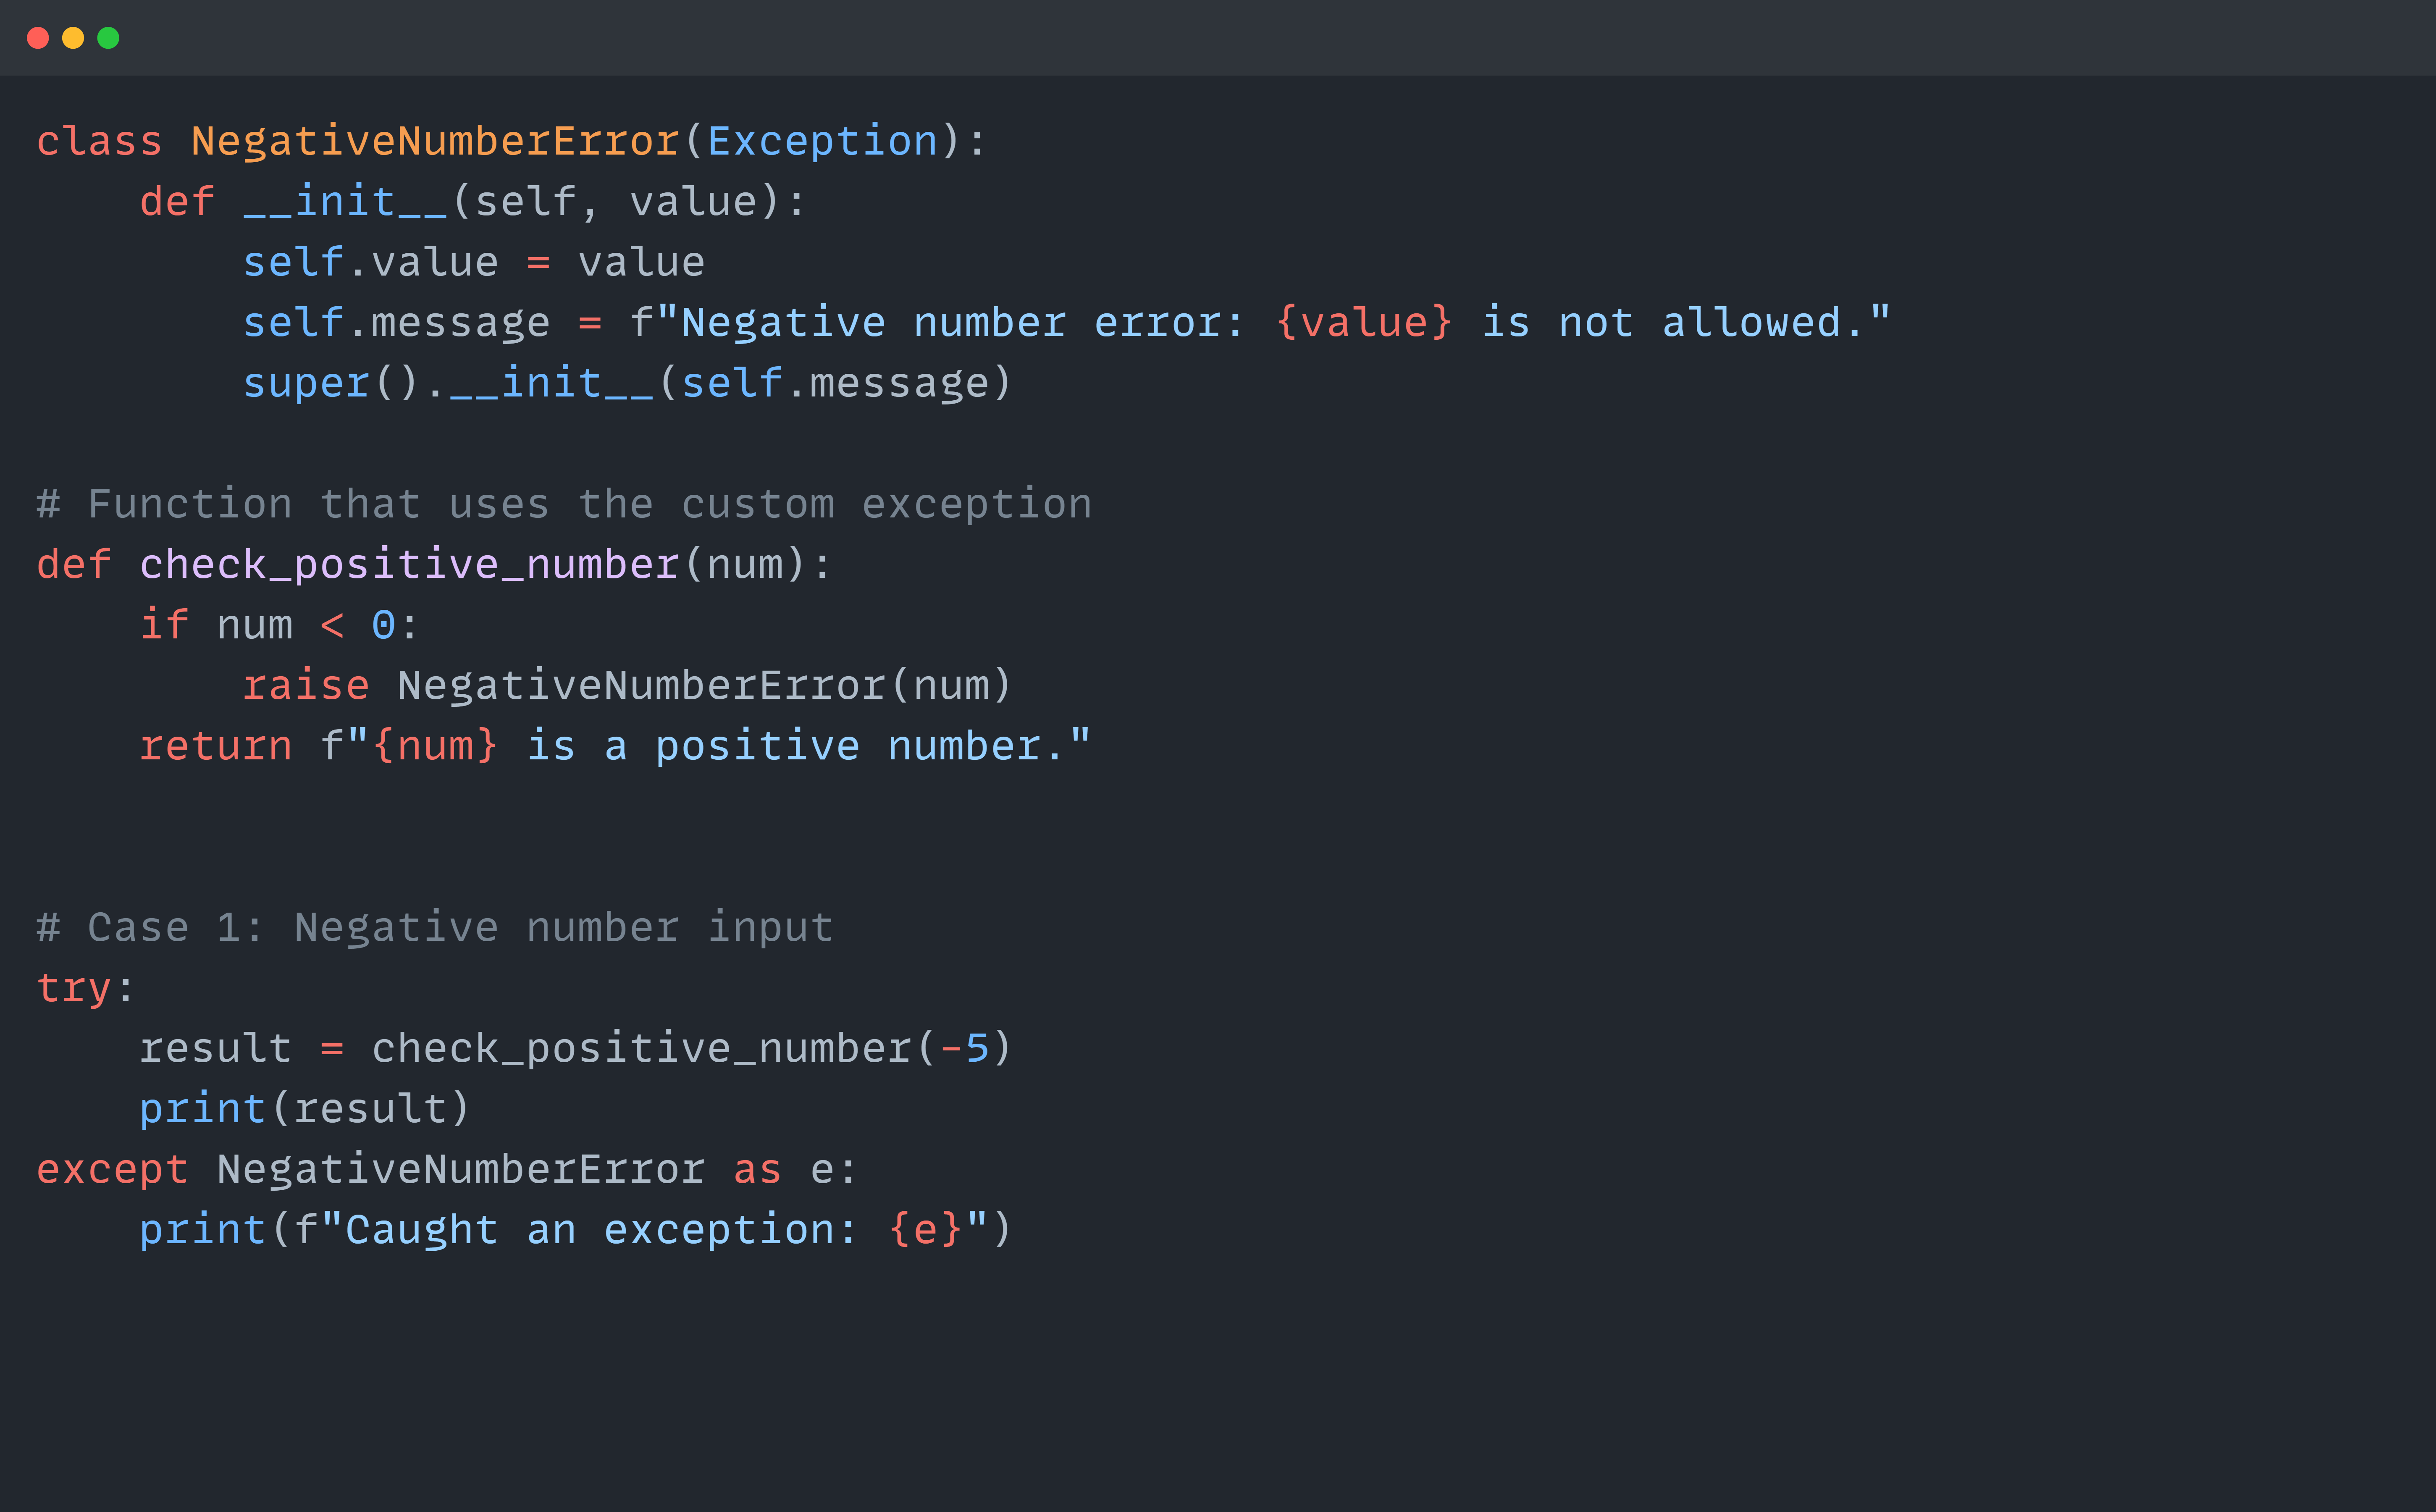 class NegativeNumberError(Exception):
    def __init__(self, value):
        self.value = value
        self.message = f"Negative number error: {value} is not allowed."
        super().__init__(self.message)

# Function that uses the custom exception
def check_positive_number(num):
    if num < 0:
        raise NegativeNumberError(num)
    return f"{num} is a positive number."


# Case 1: Negative number input
try:
    result = check_positive_number(-5)
    print(result)
except NegativeNumberError as e:
    print(f"Caught an exception: {e}")